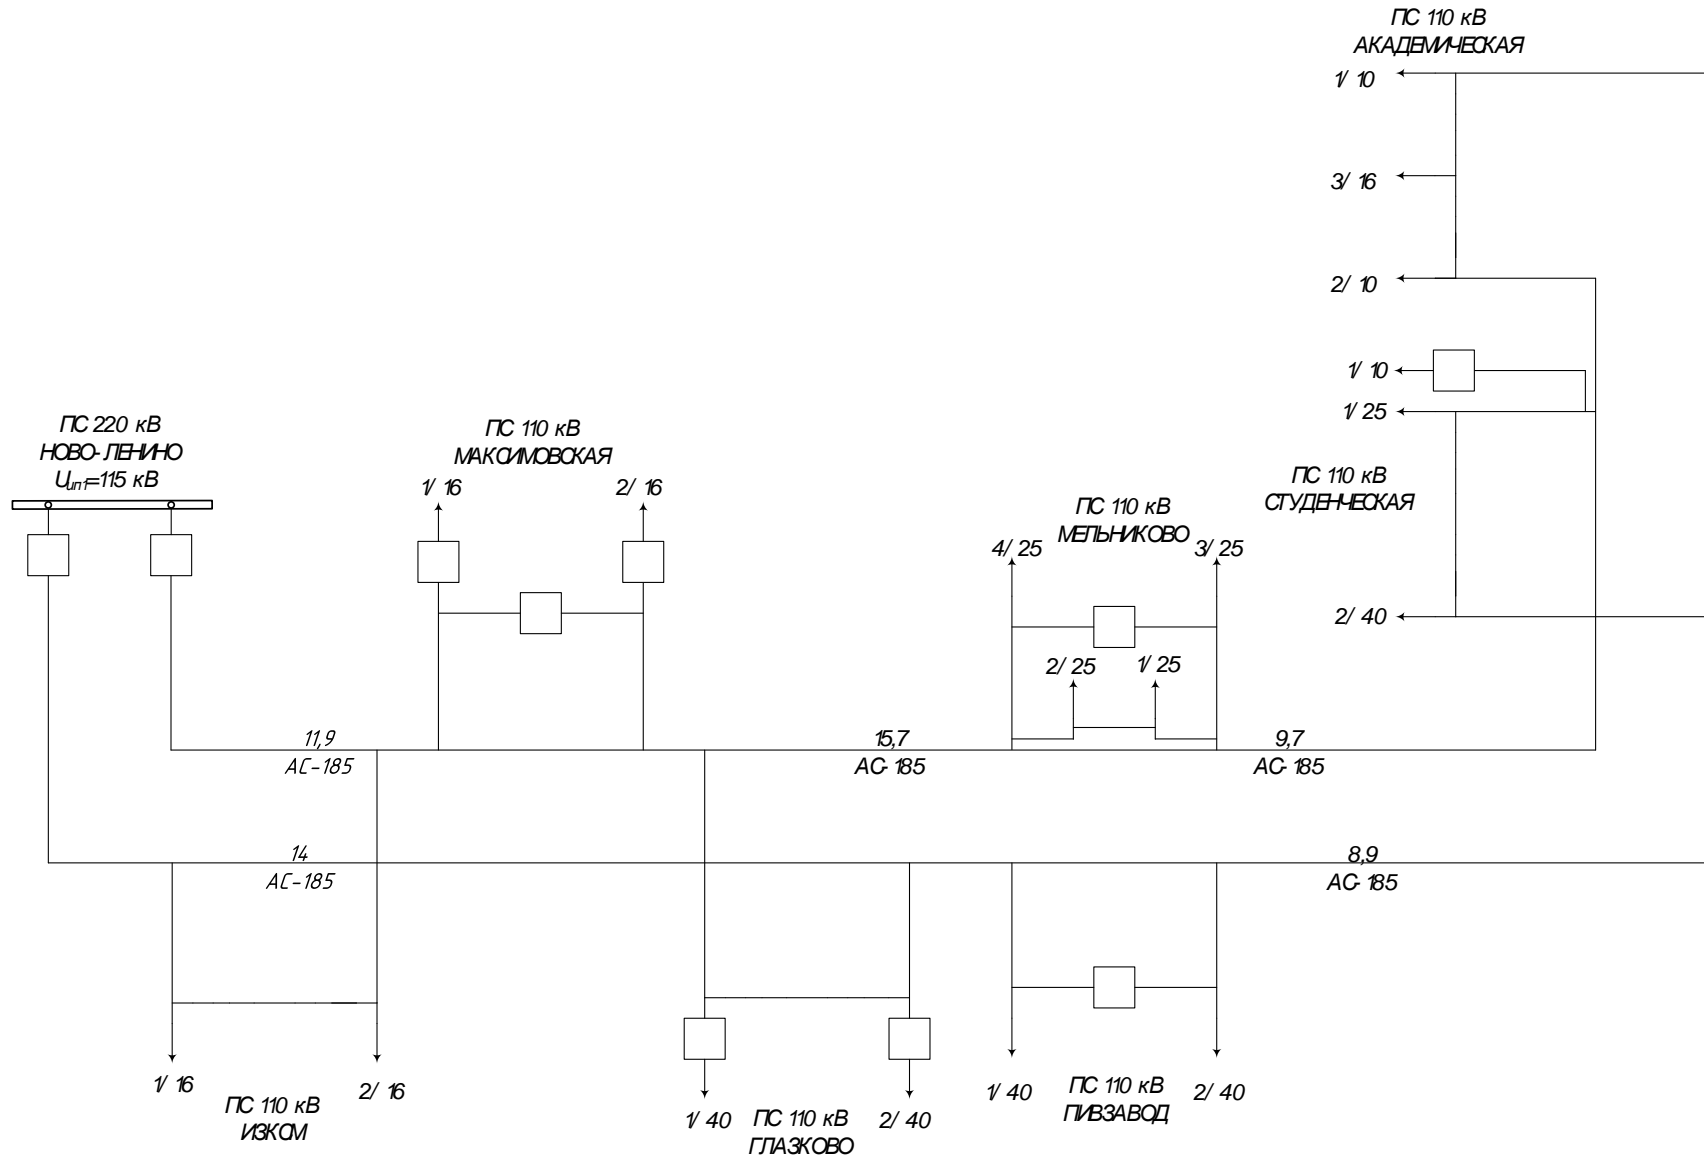 ПС 110 кВ
АКАДЕМИЧЕСКАЯ
1/ 10
3/ 16
2/ 10
1/ 10
1/ 25
ПС 110 кВ
СТУДЕНЧЕСКАЯ
2/ 40
ПС 220 кВ
НОВО- ЛЕНИНО
Uип1=115 кВ
ПС 110 кВ
МАКСИМОВСКАЯ
1/ 16
2/ 16
ПС 110 кВ
МЕЛЬНИКОВО
4/ 25
3/ 25
2/ 25
1/ 25
11,9
АС-185
15,7
АС- 185
9,7
АС- 185
14
АС-185
8,9
АС- 185
1/ 16
2/ 16
ПС 110 кВ
ИЗКОМ
1/ 40
2/ 40
ПС 110 кВ
ГЛАЗКОВО
1/ 40
2/ 40
ПС 110 кВ
ПИВЗАВОД